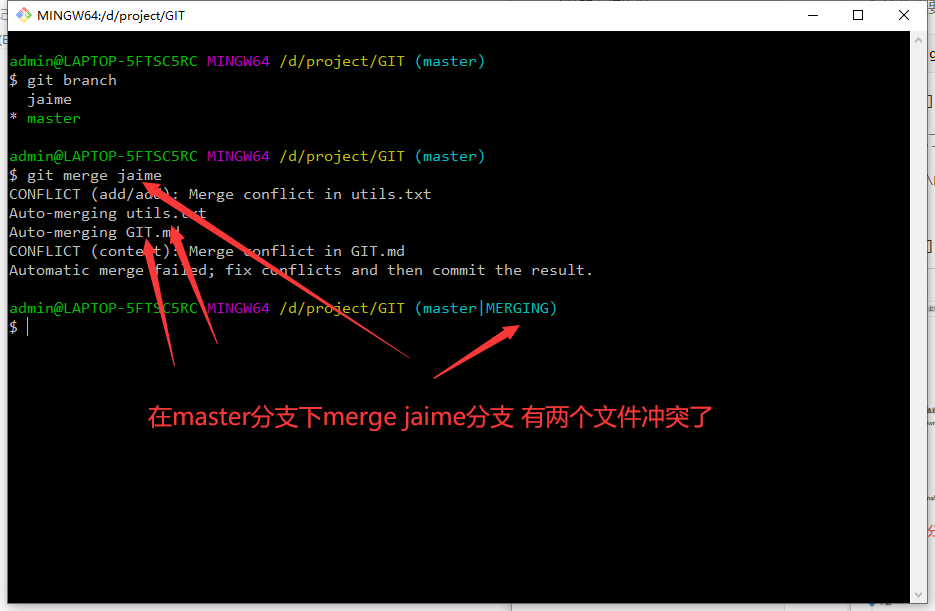 MINGW64:/d/project/GIT
admin@LAPTOP-5FTSC5RC MINGW64 /d/project/GIT (master)
$ git branch
jaime
* master
admin@LAPTOP-5FTSC5RC MINGW64 /d/project/GIT (master)
$ git merge jaime
CONFLICT (add/add): Merge conflict in utils.txt
Auto-merging utils.txt
Auto-merging GIT.md
CONFLICT (content): Merge conflict in GIT.md
Automatic merge failed; fix conflicts and then commit the result.
admin@LAPTOP-5FTSC5RC MINGW64 /d/project/GIT (master|MERGING)
$
在master分支下merge jaime分支 有两个文件冲突了